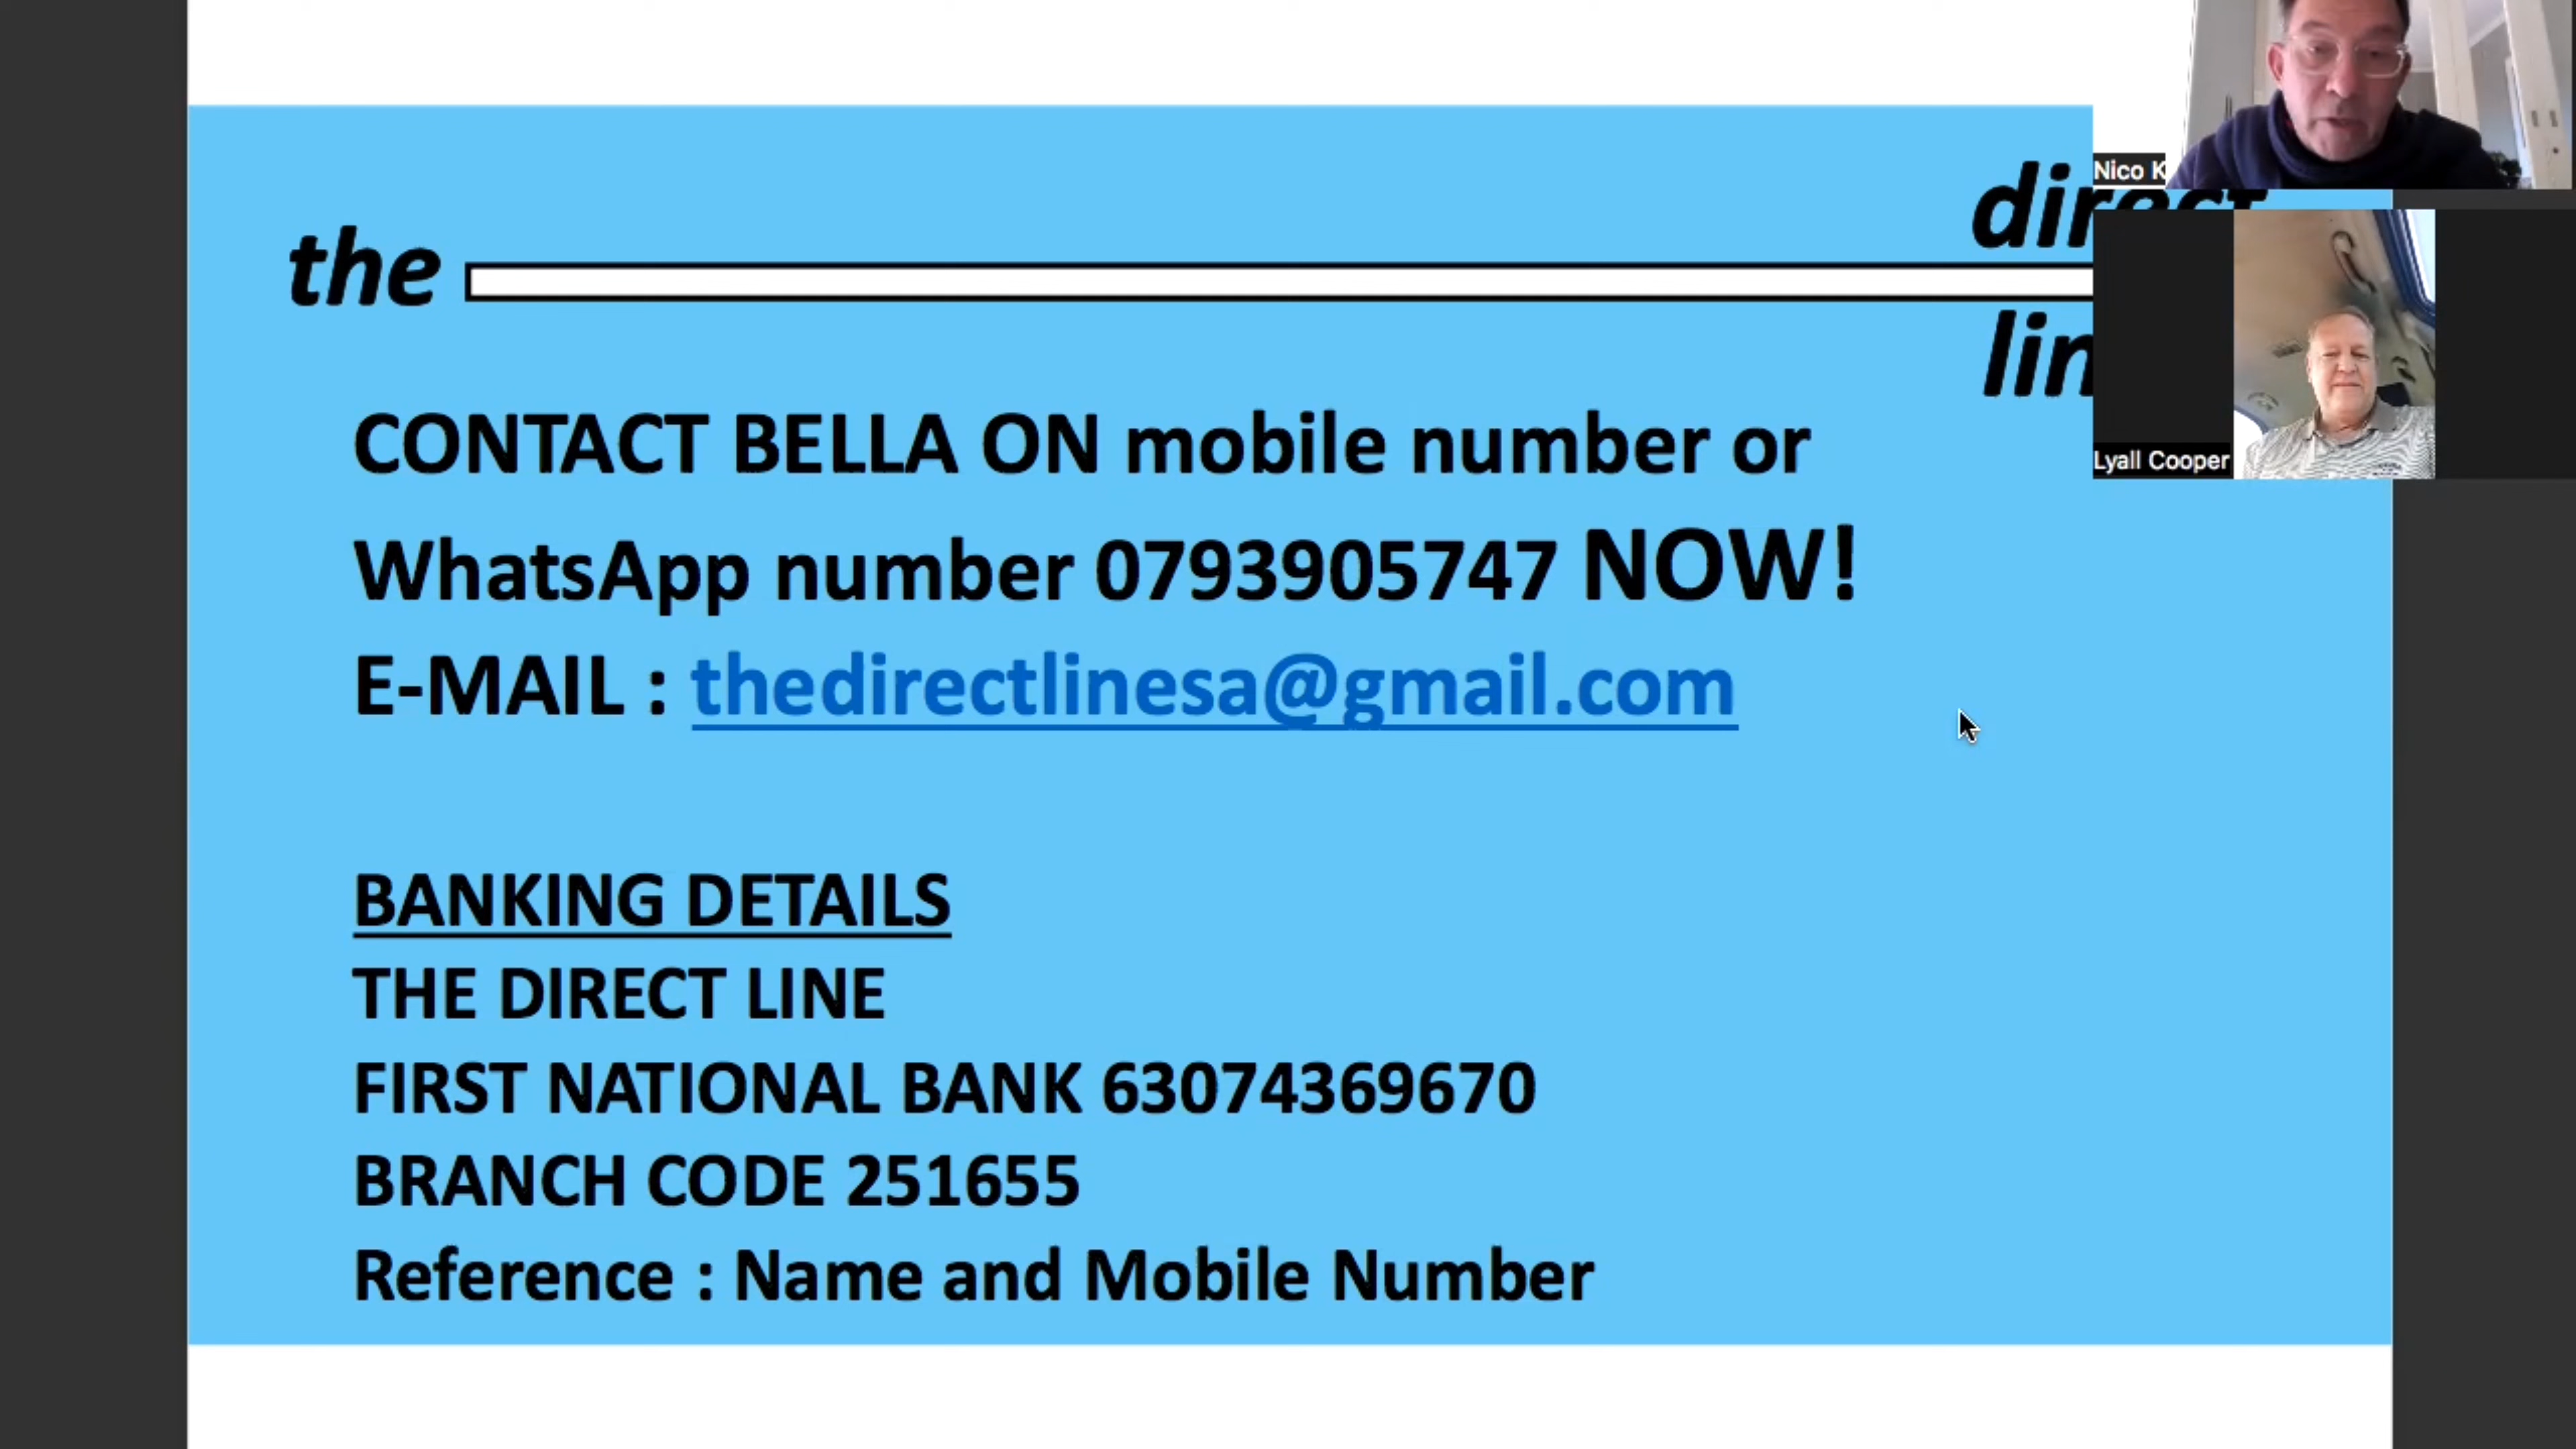 Nico K
the
Lyall Cooper
CONTACT BELLA ON mobile number or
WhatsApp number 0793905747 NOW!
E-MAIL : thedirectlinesa@gmail.com
BANKING DETAILS
THE DIRECT LINE
FIRST NATIONAL BANK 63074369670
BRANCH CODE 251655
Reference : Name and Mobile Number